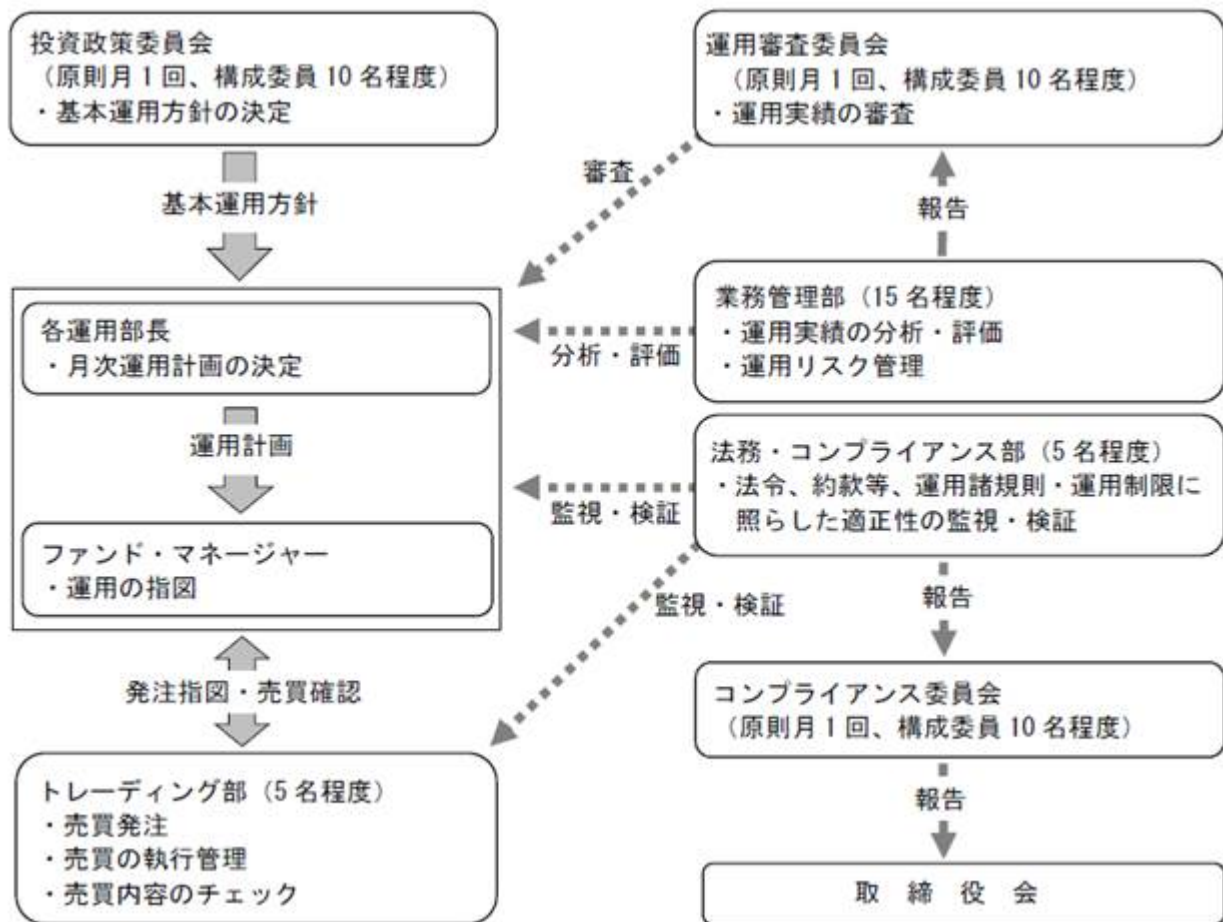 投資政策委員会
（原則月1回、構成委員10名程度）
・基本運用方針の決定
基本運用方針
各運用部長
・月次運用計画の決定
運用計画
ファンド・マネージャー
・運用の指図
発注指図・売買確認
トレーディング部（5名程度）
・売買発注
・売買の執行管理
・売買内容のチェック
運用審査委員会
（原則月1回、構成委員10名程度）
・運用実績の審査
審査
報告
業務管理部（15名程度）
・運用実績の分析・評価
・運用リスク管理
分析・評価
法務・コンプライアンス部（5名程度）
・法令、約款等、運用諸規則・運用制限に
照らした適正性の監視・検証
監視・検証
監視・検証
報告
コンプライアンス委員会
（原則月1回、構成委員10名程度）
報告
取 締 役 会